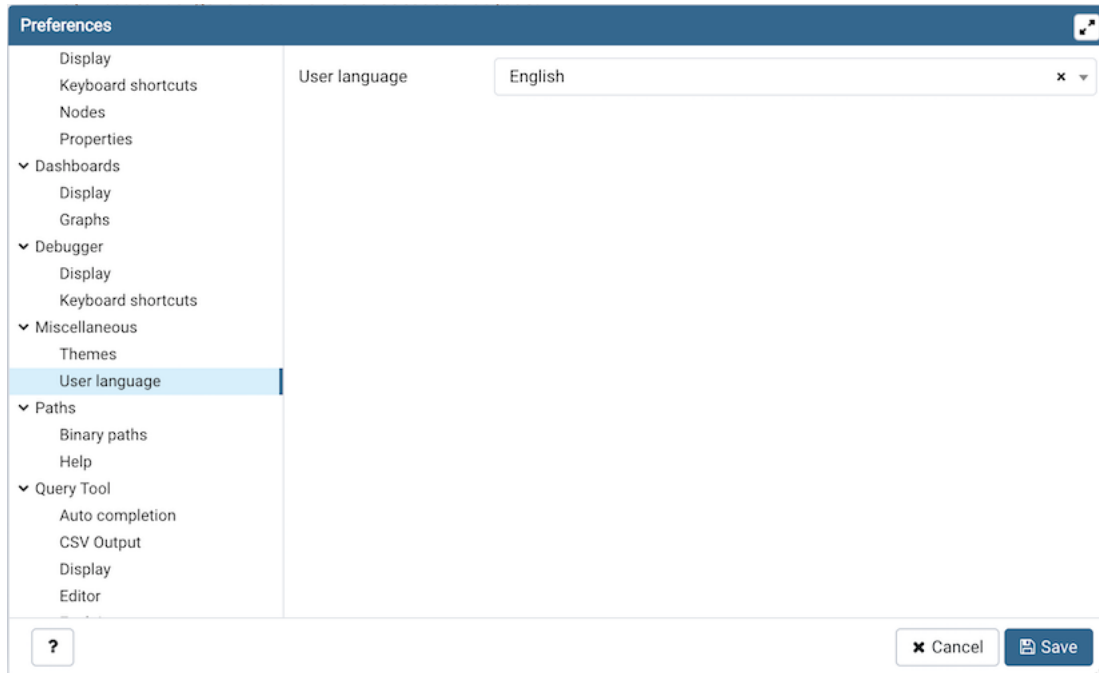 Preferences
Display
Keyboard shortcuts
Nodes
Properties
Dashboards
Display
Graphs
Debugger
Display
Keyboard shortcuts
Miscellaneous
Themes
User language
Paths
Binary paths
Help
Query Tool
Auto completion
CSV Output
Display
Editor
User language English
?
Cancel Save